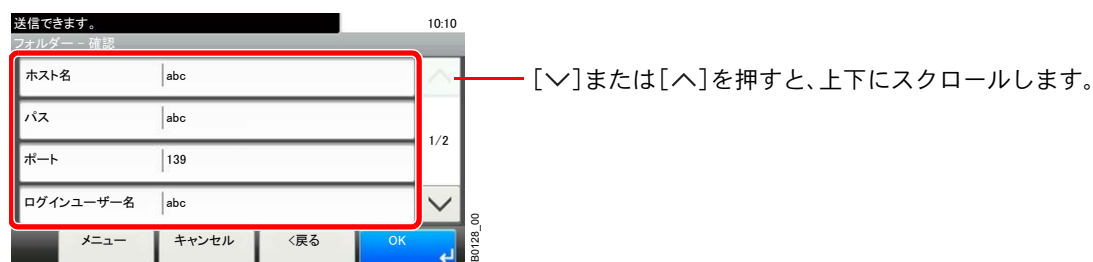 送信できます。 10:10
フォルダー - 確認
ホスト名 abc
[∨]または[∧]を押すと、上下にスクロールします。
パス abc
1/2
ポート 139
ログインユーザー名 abc
メニュー キャンセル <戻る OK
B0128_00